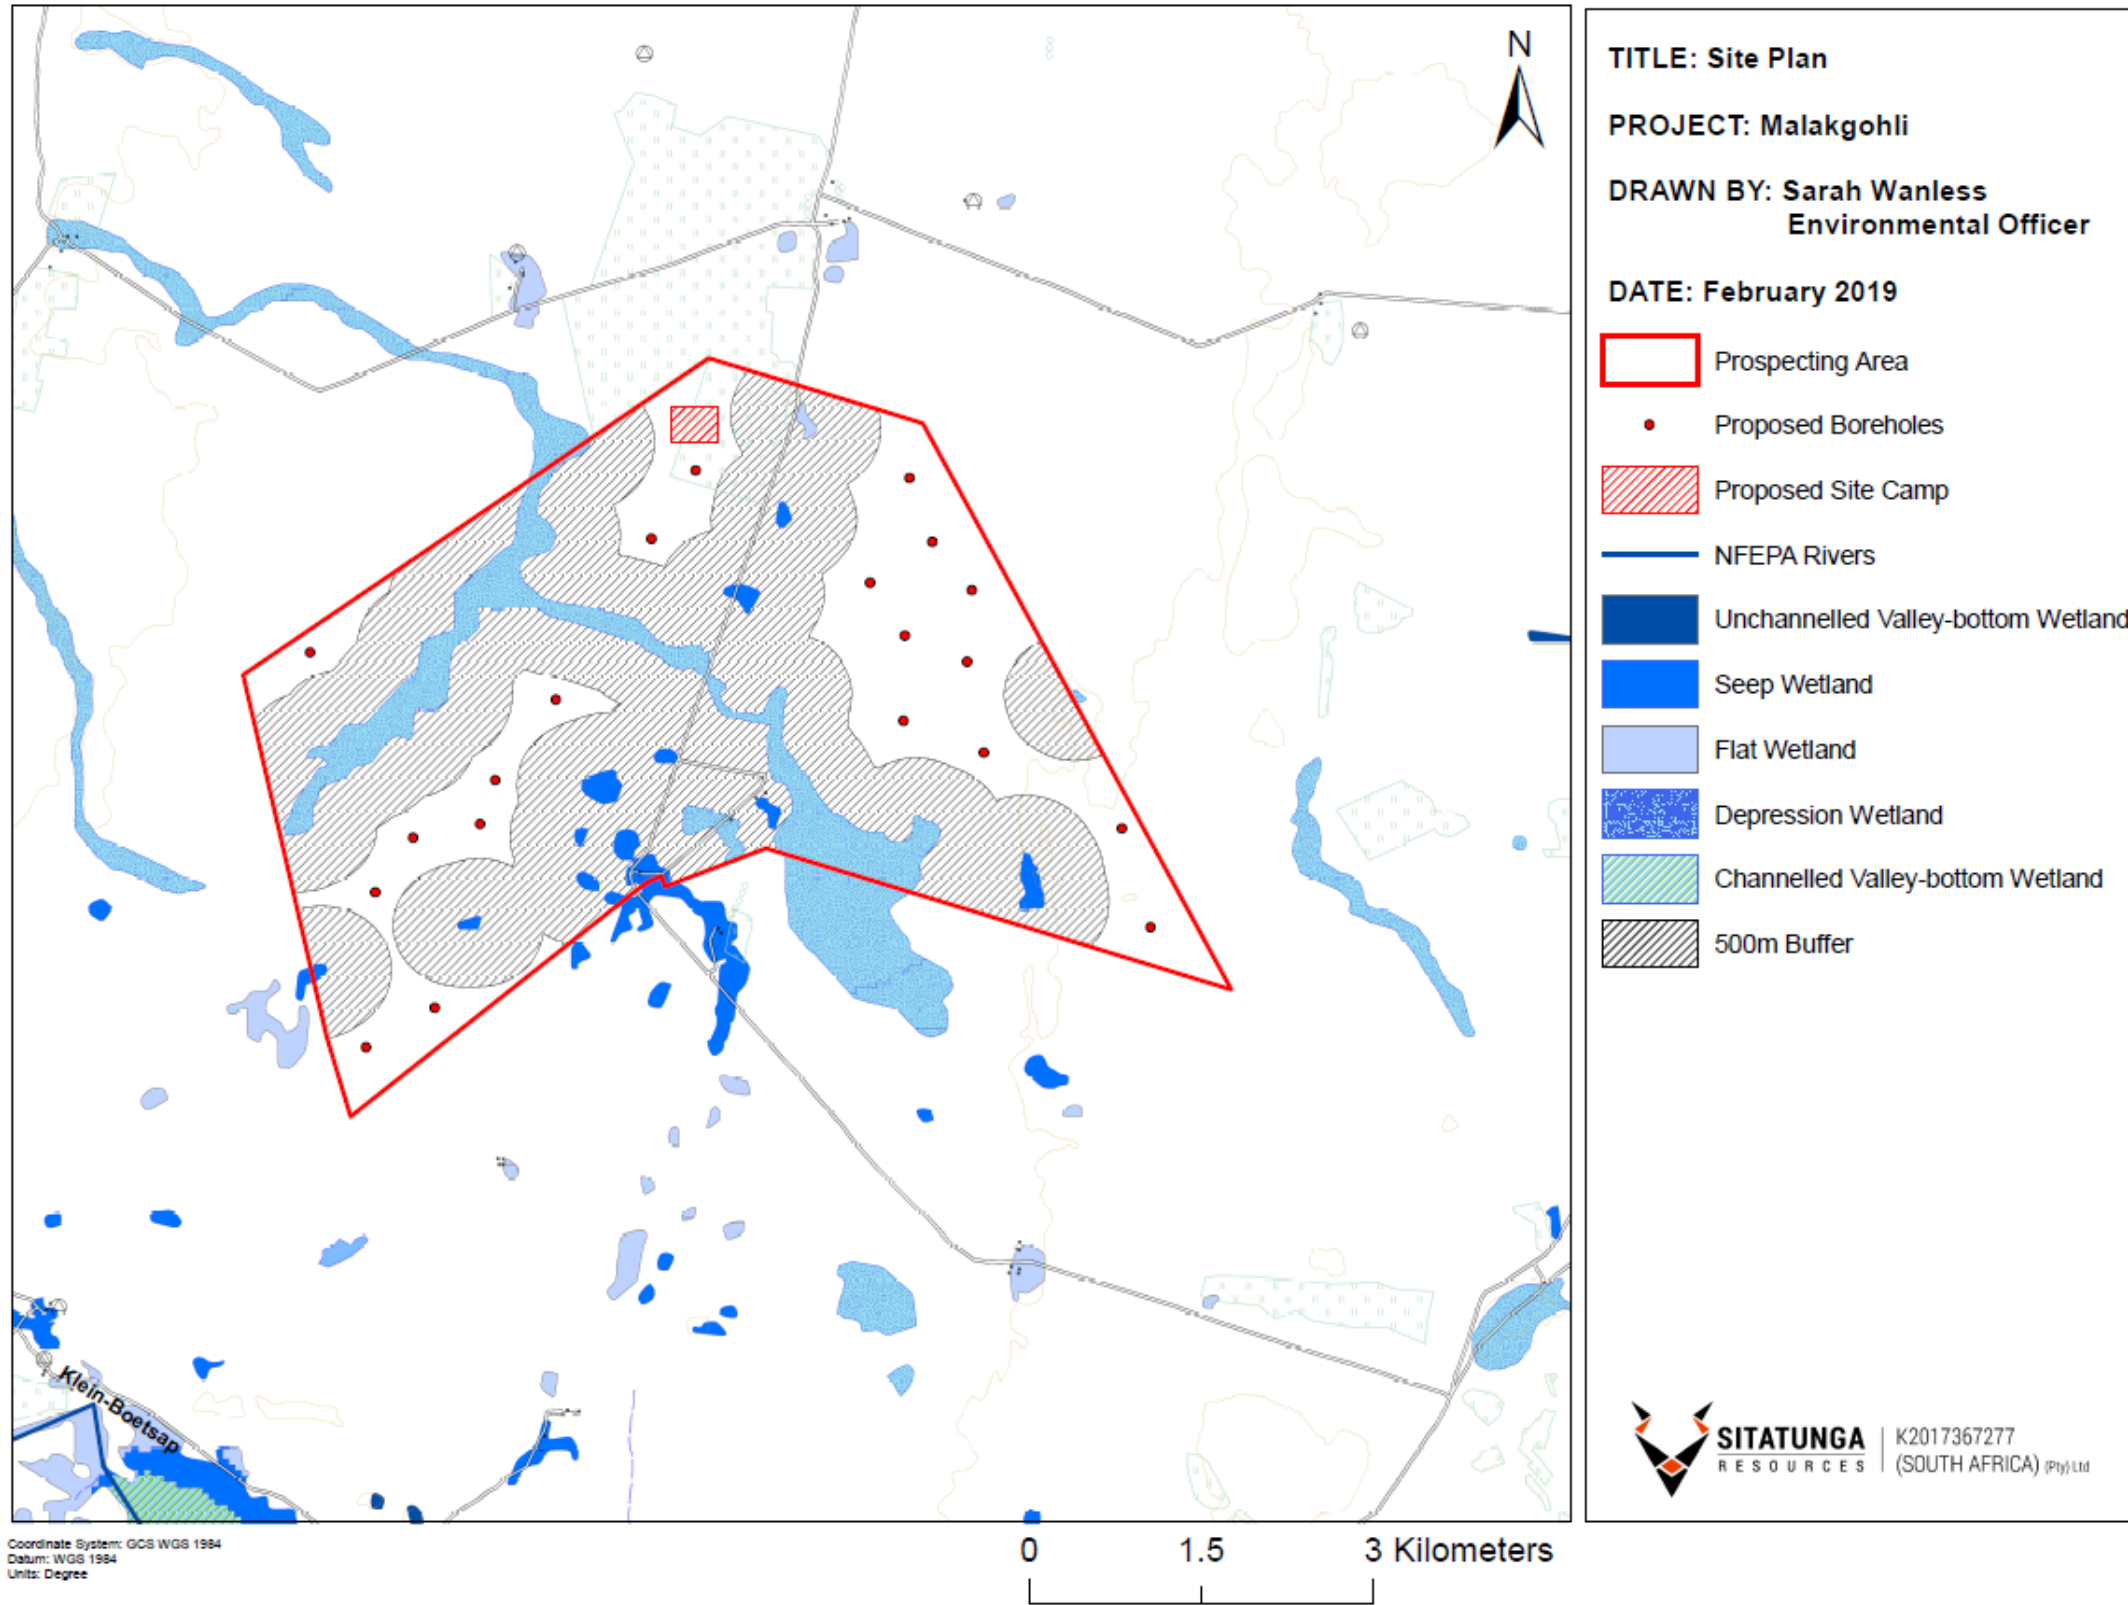 N
Klein-Boetsap
TITLE: Site Plan
PROJECT: Malakgohli
DRAWN BY: Sarah Wanless
Environmental Officer
DATE: February 2019
Prospecting Area
Proposed Boreholes
Proposed Site Camp
NFEPA Rivers
Unchannelled Valley-bottom Wetland
Seep Wetland
Flat Wetland
Depression Wetland
Channelled Valley-bottom Wetland
500m Buffer
SITATUNGA
RESOURCES
K2017367277
(SOUTH AFRICA) (Pty) Ltd
Coordinate System: GCS WGS 1984
Datum: WGS 1984
Units: Degree
0 1.5 3 Kilometers